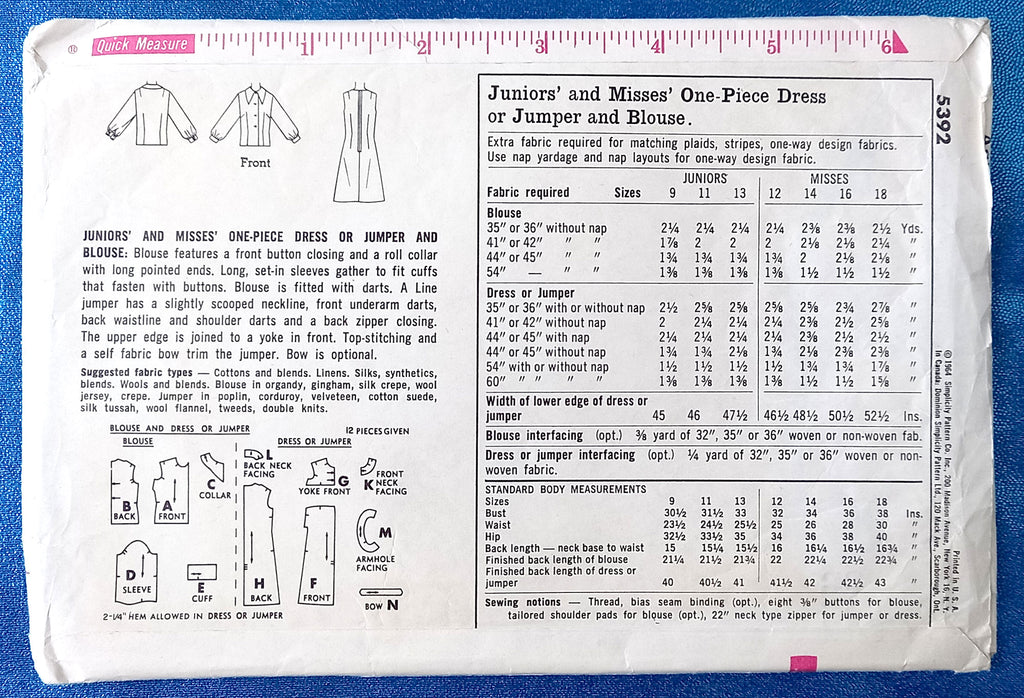 ® Quick Measure 1 2 3 4 5 6
Front
JUNIORS' AND MISSES' ONE-PIECE DRESS OR JUMPER AND
BLOUSE: Blouse features a front button closing and a roll collar
with long pointed ends. Long, set-in sleeves gather to fit cuffs
that fasten with buttons. Blouse is fitted with darts. A Line
jumper has a slightly scooped neckline, front underarm darts,
back waistline and shoulder darts and a back zipper closing.
The upper edge is joined to a yoke in front. Top-stitching and
a self fabric bow trim the jumper. Bow is optional.
Suggested fabric types — Cottons and blends. Linens. Silks, synthetics,
blends. Wools and blends. Blouse in organdy, gingham, silk crepe, wool
jersey, crepe. Jumper in poplin, corduroy, velveteen, cotton suede,
silk tussah, wool flannel, tweeds, double knits.
BLOUSE AND DRESS OR JUMPER 12 PIECES GIVEN
BLOUSE DRESS OR JUMPER
B
BACK
A
FRONT
C
COLLAR
D
SLEEVE
E
CUFF
L
BACK NECK
FACING
G
YOKE FRONT
K FRONT
NECK
FACING
H
BACK
F
FRONT
M
ARMHOLE
FACING
BOW N
2-1/4" HEM ALLOWED IN DRESS OR JUMPER
Juniors' and Misses' One-Piece Dress
or Jumper and Blouse.
Extra fabric required for matching plaids, stripes, one-way design fabrics.
Use nap yardage and nap layouts for one-way design fabric.
JUNIORS MISSES
Fabric required Sizes 9 11 13 12 14 16 18
Blouse
35" or 36" without nap 2¼ 2¼ 2¼ 2¼ 2⅜ 2⅜ 2½ Yds.
41" or 42" " " 1⅞ 2 2 2 2⅛ 2⅛ 2¼ "
44" or 45" " " 1¾ 1¾ 1¾ 1¾ 2 2⅛ 2⅛ "
54" — " " 1⅜ 1⅜ 1⅜ 1⅜ 1½ 1½ 1½ "
Dress or Jumper
35" or 36" with or without nap 2½ 2⅝ 2⅝ 2⅝ 2⅝ 2¾ 2⅞ "
41" or 42" without nap 2 2¼ 2¼ 2¼ 2⅜ 2½ 2⅝ "
44" or 45" with nap 2¼ 2¼ 2¼ 2¼ 2⅜ 2½ 2½ "
44" or 45" without nap 1¾ 1¾ 2⅛ 1¾ 2⅛ 2⅜ 2⅜ "
54" with or without nap 1½ 1½ 1½ 1½ 1¾ 1¾ 1⅞ "
60" " " " " 1⅜ 1⅜ 1⅜ 1⅜ 1½ 1½ 1⅝ "
Width of lower edge of dress or
jumper 45 46 47½ 46½ 48½ 50½ 52½ Ins.
Blouse interfacing (opt.) ⅜ yard of 32", 35" or 36" woven or non-woven fab.
Dress or jumper interfacing (opt.) ¼ yard of 32", 35" or 36" woven or non-
woven fabric.
STANDARD BODY MEASUREMENTS
Sizes 9 11 13 12 14 16 18
Bust 30½ 31½ 33 32 34 36 38 Ins.
Waist 23½ 24½ 25½ 25 26 28 30 "
Hip 32½ 33½ 35 34 36 38 40 "
Back length — neck base to waist 15 15¼ 15½ 16 16¼ 16½ 16¾ "
Finished back length of blouse 21¼ 21½ 21¾ 22 22¼ 22½ 22¾ "
Finished back length of dress or
jumper 40 40½ 41 41½ 42 42½ 43 "
Sewing notions — Thread, bias seam binding (opt.), eight ⅜" buttons for blouse,
tailored shoulder pads for blouse (opt.), 22" neck type zipper for jumper or dress.
5392
© 1964 Simplicity Pattern Co. Inc., 200 Madison Avenue, New York 16, N. Y.
In Canada: Dominion Simplicity Pattern Ltd., 120 Mack Ave., Scarborough, Ont.
Printed in U. S. A.